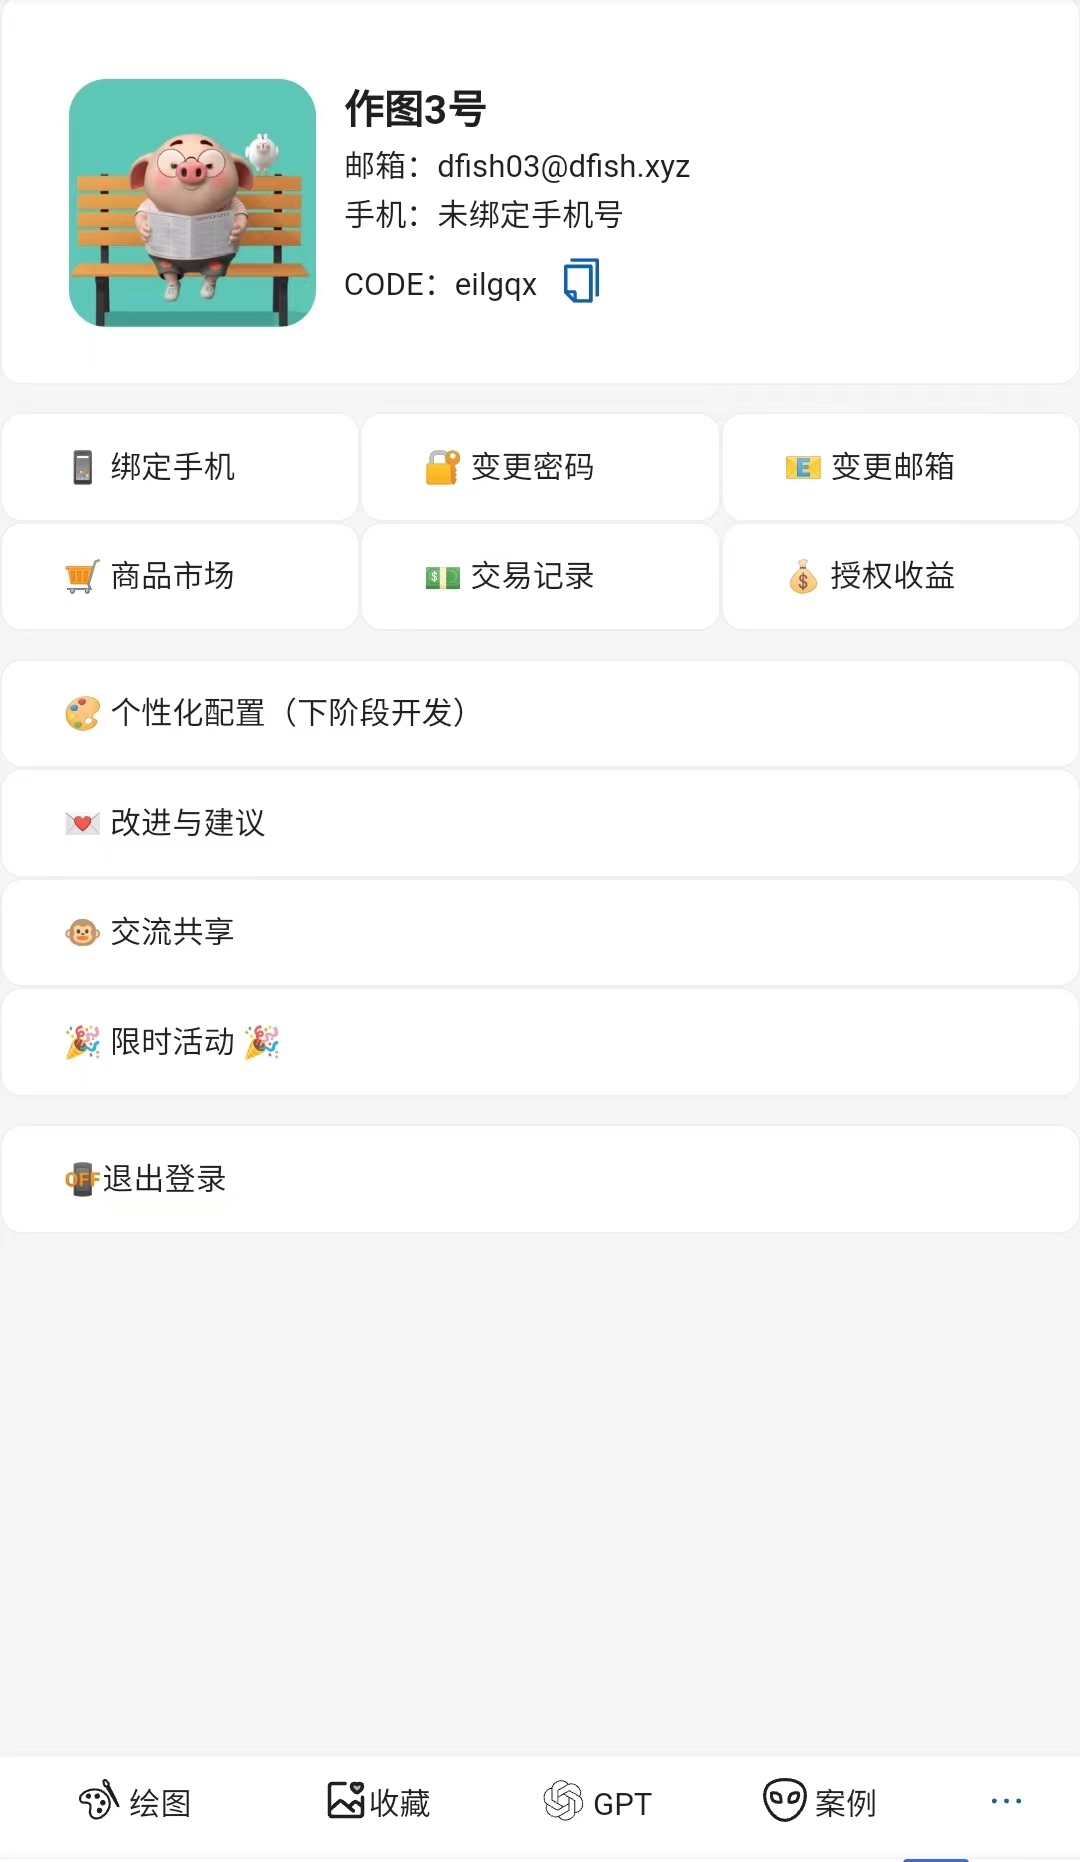 作图3号
邮箱：dfish03@dfish.xyz
手机：未绑定手机号
CODE：eilgqx
绑定手机
变更密码
变更邮箱
商品市场
交易记录
授权收益
个性化配置（下阶段开发）
改进与建议
交流共享
限时活动
OFF退出登录
绘图
收藏
GPT
案例